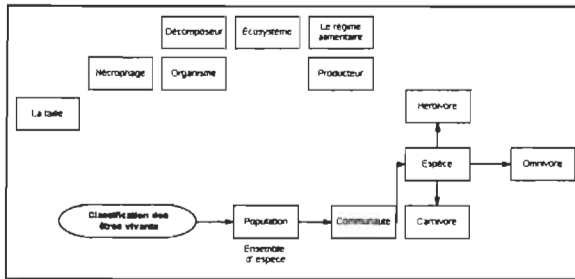 Décomposeur
Écosystème
Le régime
alimentaire
Nécrophage
Organisme
Producteur
La taille
Herbivore
Espèce
Omnivore
Classification des
êtres vivants
Population
Communauté
Carnivore
Ensemble
d' espèce